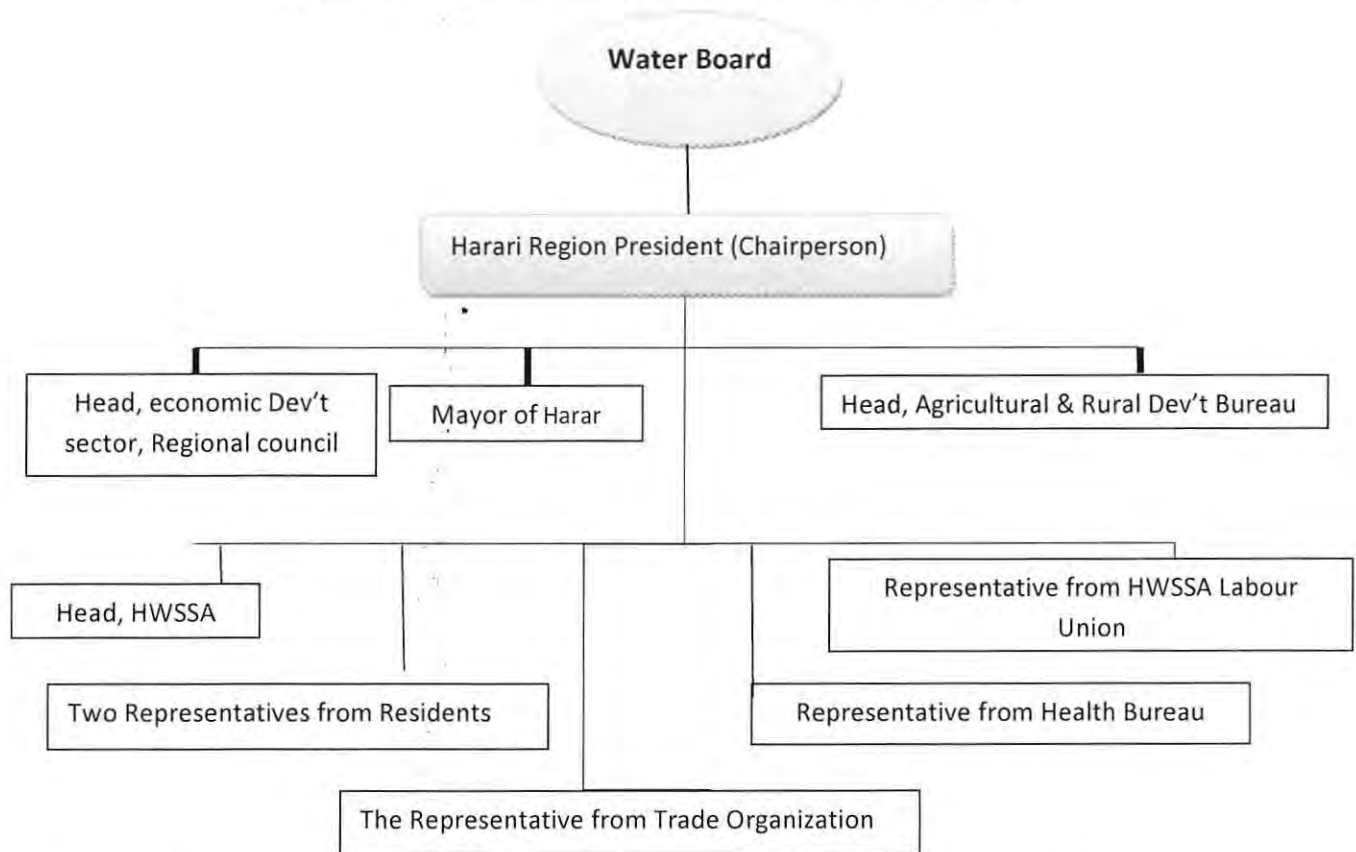 Water Board
Harari Region President (Chairperson)
Head, economic Dev't
sector, Regional council
Mayor of Harar
Head, Agricultural & Rural Dev't Bureau
Head, HWSSA
Representative from HWSSA Labour
Union
Two Representatives from Residents
Representative from Health Bureau
The Representative from Trade Organization